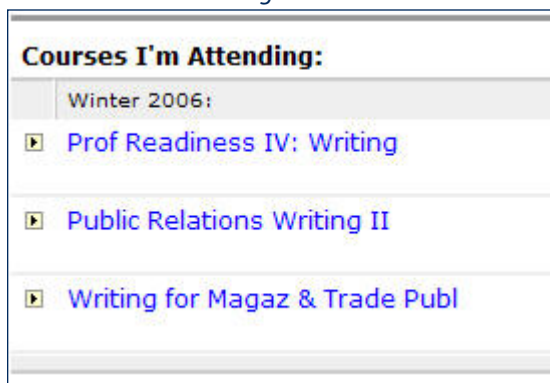 Courses I'm Attending:
Winter 2006:
Prof Readiness IV: Writing
Public Relations Writing II
Writing for Magaz & Trade Publ